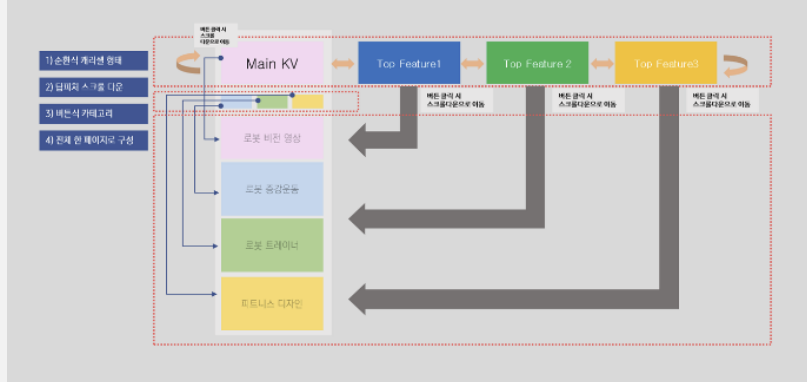 버튼 클릭 시
스크롤
다운으로 이동
1) 순환식 캐러셀 형태
2) 딥퍼치 스크롤 다운
3) 버튼식 카테고리
4) 전체 한 페이지로 구성
Main KV
Top Feature1
Top Feature 2
Top Feature3
버튼 클릭 시
스크롤다운으로 이동
버튼 클릭 시
스크롤다운으로 이동
버튼 클릭 시
스크롤다운으로 이동
로봇 비전 영상
로봇 증강운동
로봇 트레이너
피트니스 디자인